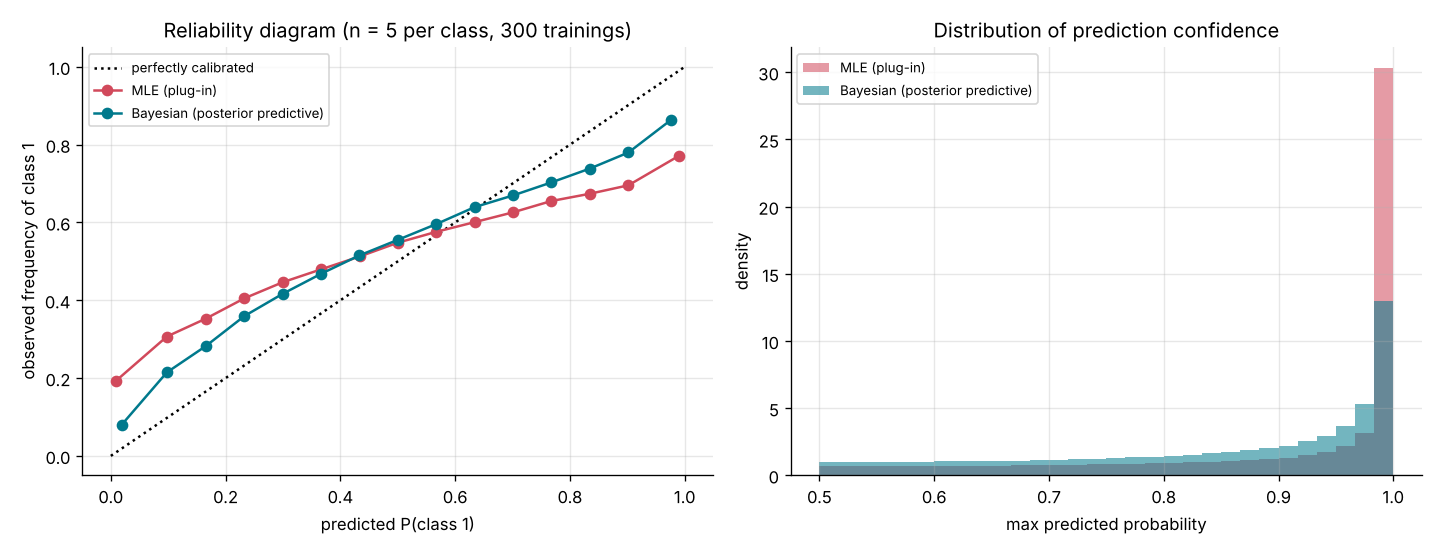 Reliability diagram (n = 5 per class, 300 trainings)
perfectly calibrated
MLE (plug-in)
Bayesian (posterior predictive)
observed frequency of class 1
1.0
0.8
0.6
0.4
0.2
0.0
0.0 0.2 0.4 0.6 0.8 1.0
predicted P(class 1)
Distribution of prediction confidence
MLE (plug-in)
Bayesian (posterior predictive)
density
30
25
20
15
10
5
0
0.5 0.6 0.7 0.8 0.9 1.0
max predicted probability